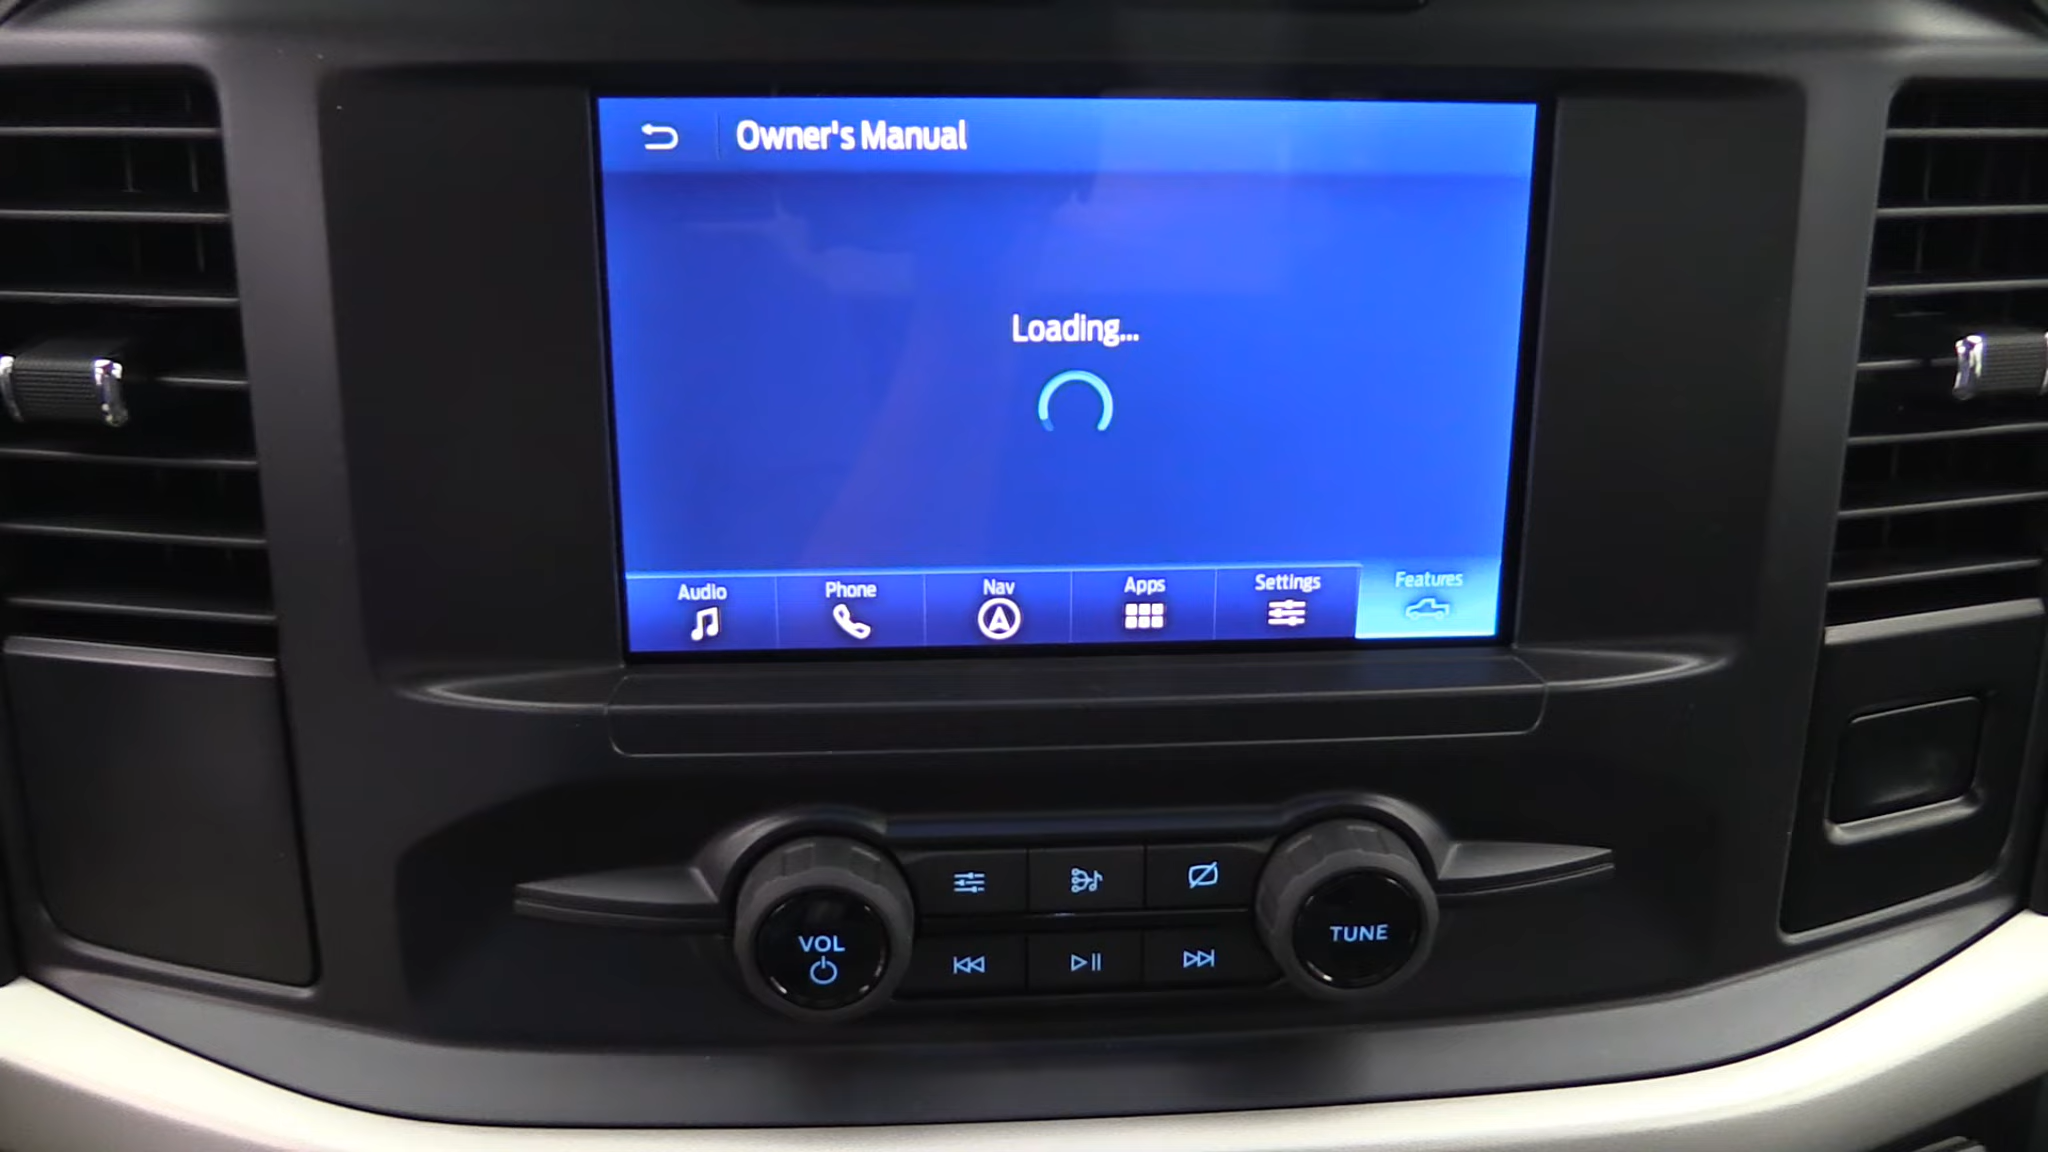 Owner's Manual
Loading...
Audio
Phone
Nav
Apps
Settings
Features
VOL
TUNE